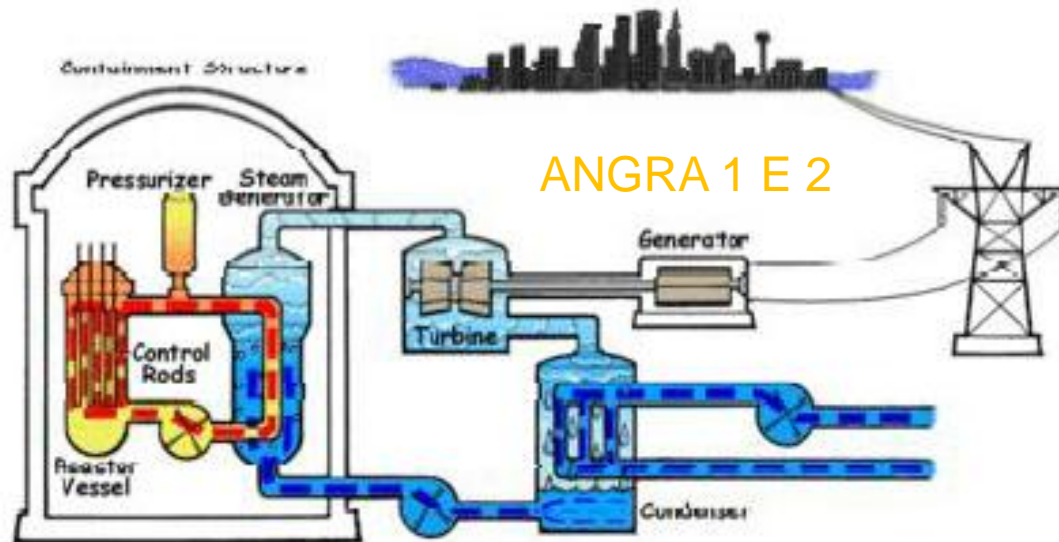 Containment Structure
ANGRA 1 E 2
Pressurizer
Steam
Generator
Generator
Turbine
Control
Rods
Reactor
Vessel
Condenser